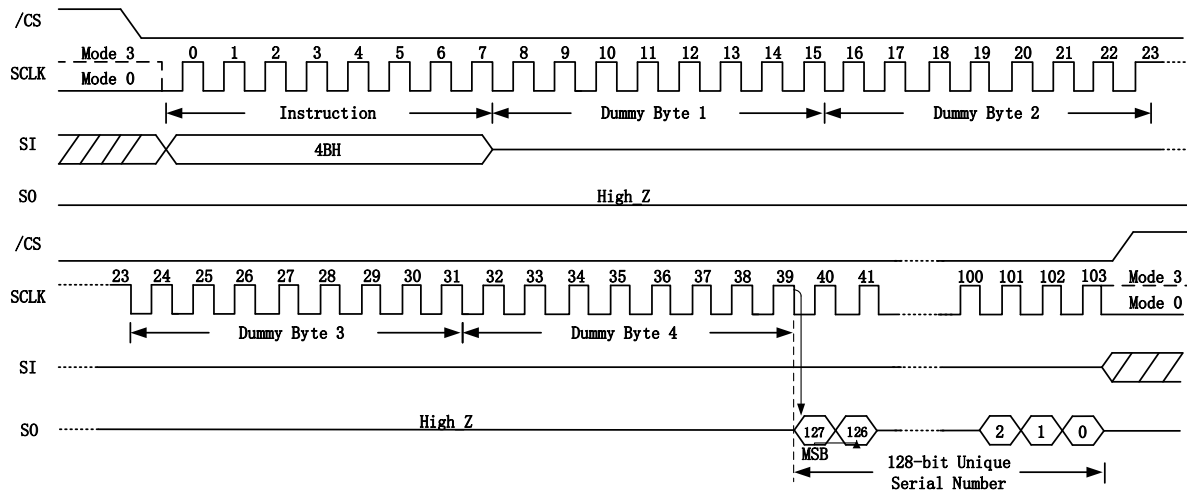 /CS
Mode 3 0 1 2 3 4 5 6 7 8 9 10 11 12 13 14 15 16 17 18 19 20 21 22 23
SCLK
Mode 0
Instruction Dummy Byte 1 Dummy Byte 2
SI
4BH
SO
High_Z
/CS
23 24 25 26 27 28 29 30 31 32 33 34 35 36 37 38 39 40 41 100 101 102 103 Mode 3
SCLK
Mode 0
Dummy Byte 3 Dummy Byte 4
SI
SO
High_Z
127 126 2 1 0
MSB
128-bit Unique
Serial Number